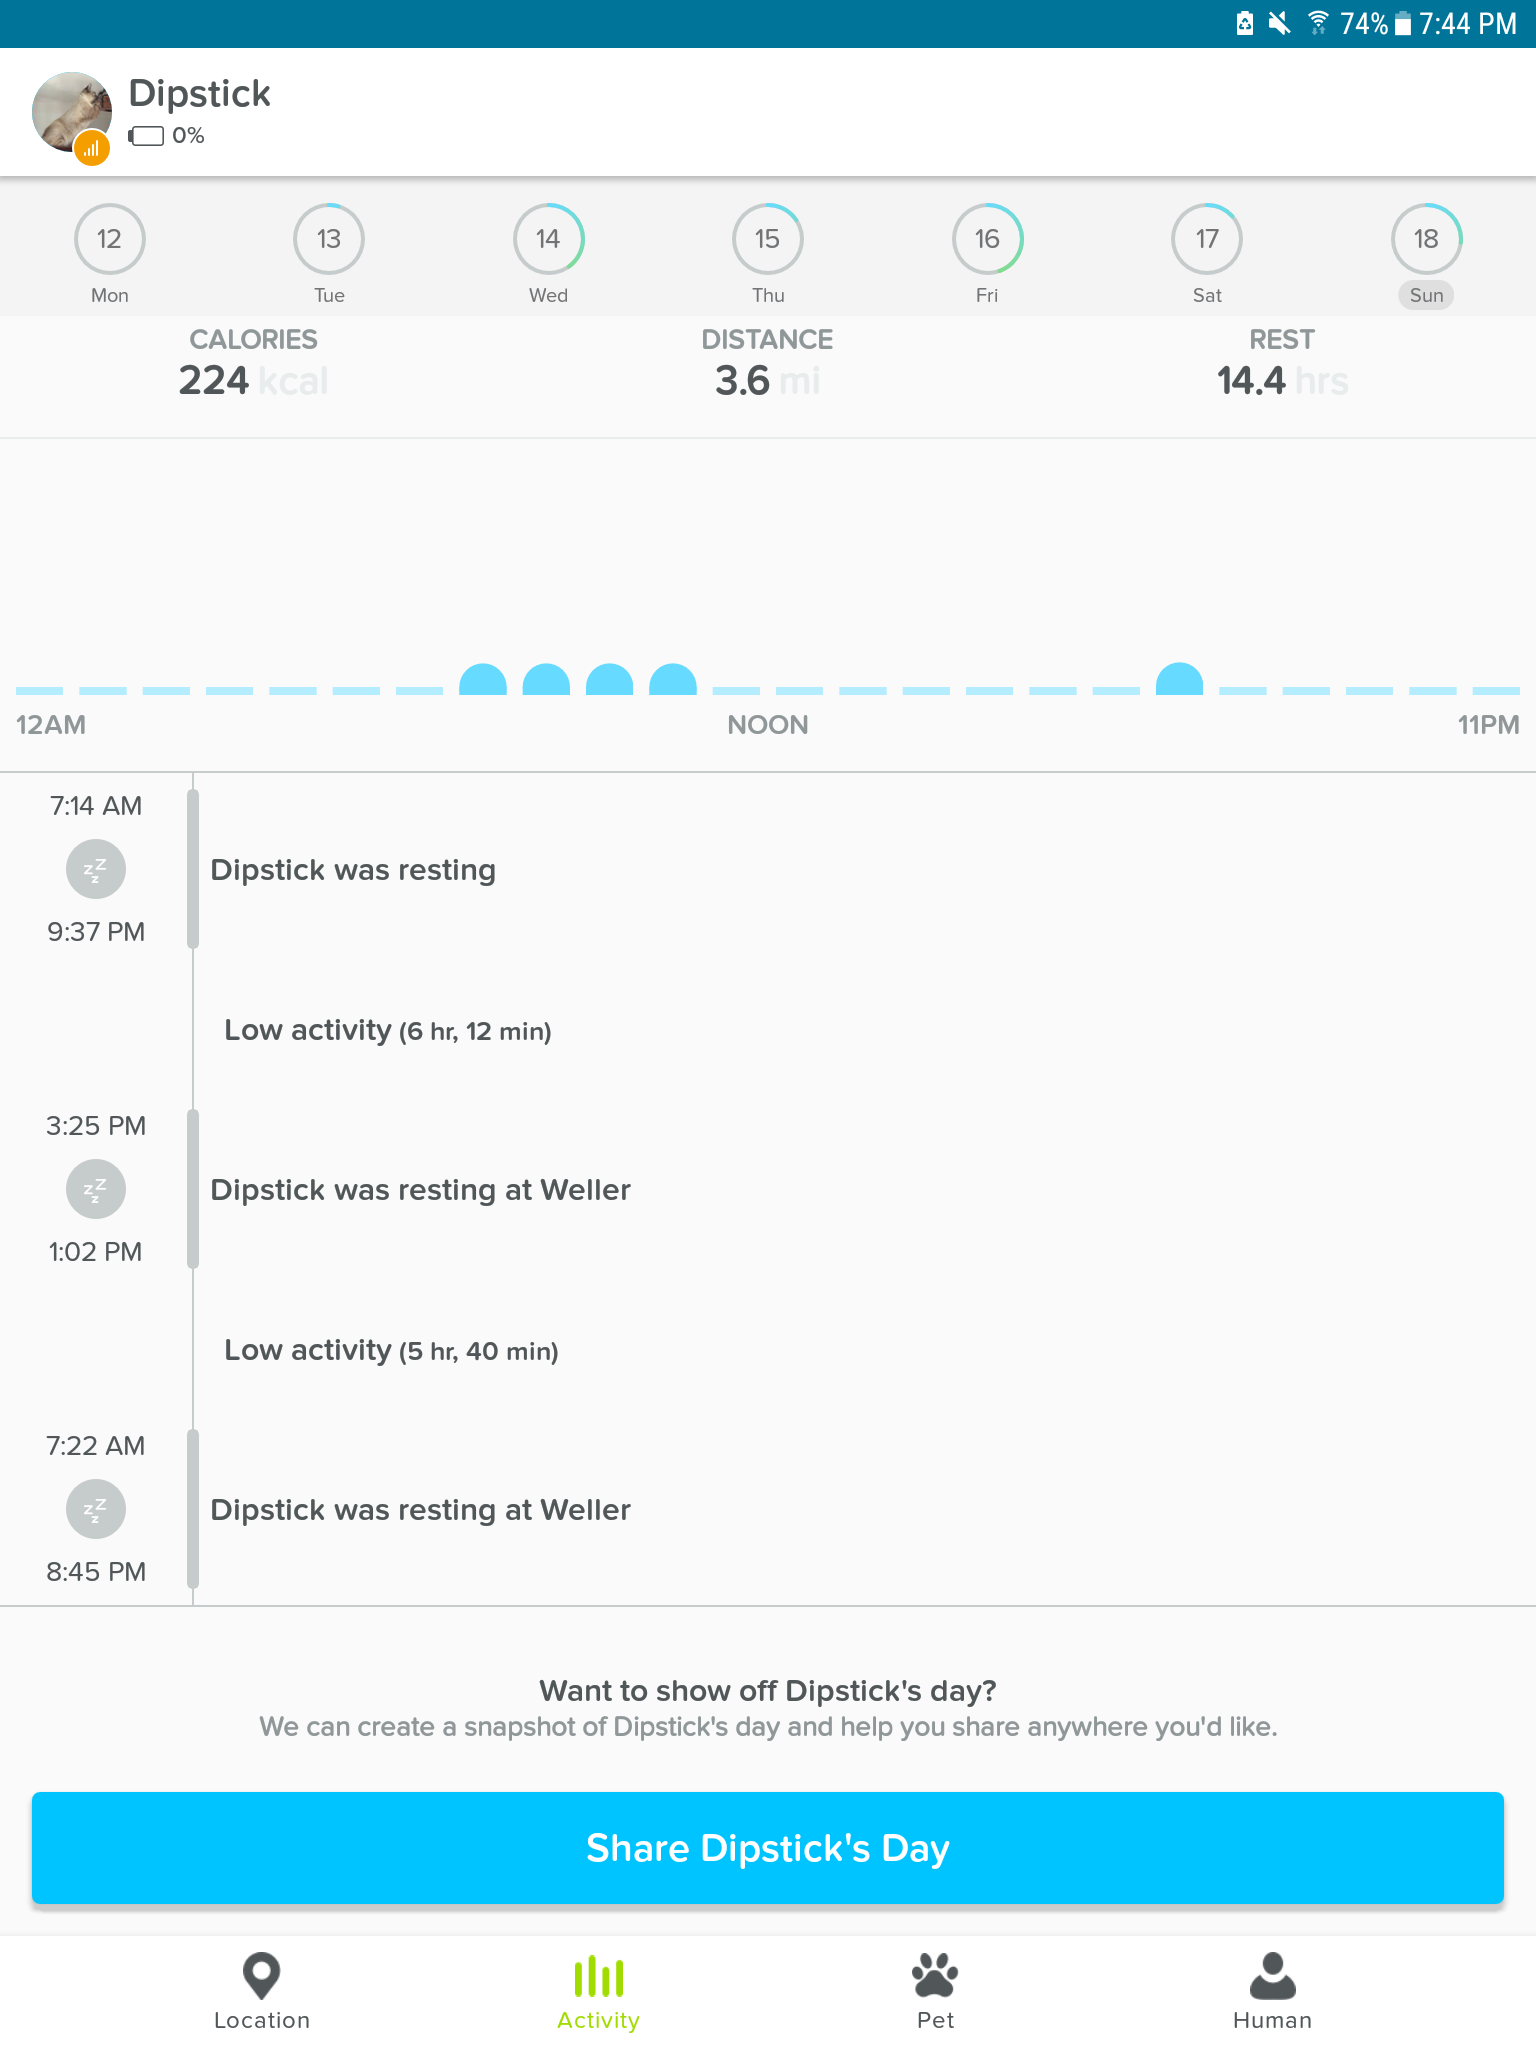 74% 7:44 PM
Dipstick
0%
12 13 14 15 16 17 18
Mon Tue Wed Thu Fri Sat Sun
CALORIES DISTANCE REST
224 kcal 3.6 mi 14.4 hrs
12AM NOON 11PM
7:14 AM
zzz Dipstick was resting
9:37 PM
Low activity (6 hr, 12 min)
3:25 PM
zzz Dipstick was resting at Weller
1:02 PM
Low activity (5 hr, 40 min)
7:22 AM
zzz Dipstick was resting at Weller
8:45 PM
Want to show off Dipstick's day?
We can create a snapshot of Dipstick's day and help you share anywhere you'd like.
Share Dipstick's Day
Location Activity Pet Human